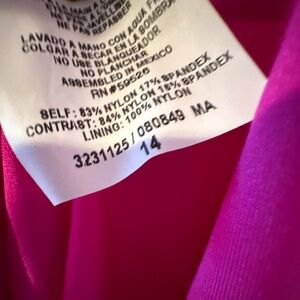 LAVADO A MANO CON AGUA FRIA
COLGAR A SECAR EN LA SOMBRA
NO USE BLANQUEADOR
NO PLANCHAR
ASSEMBLED IN MEXICO
RN#59626
SELF: 83% NYLON 17% SPANDEX
CONTRAST: 84% NYLON 16% SPANDEX
LINING: 100% NYLON
3231125 / 080849 MA
14